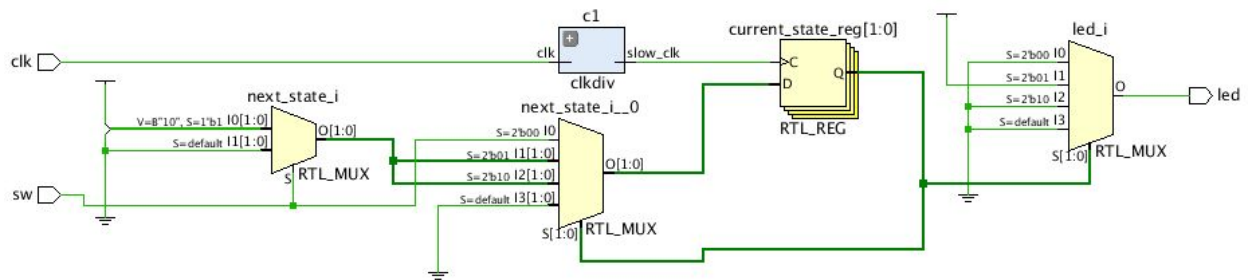 c1
+
clk
clk
slow_clk
clkdiv
current_state_reg[1:0]
C
D
Q
RTL_REG
led_i
S=2'b00 I0
S=2'b01 I1
S=2'b10 I2
S=default I3
S[1:0]
O
RTL_MUX
led
next_state_i
V=B"10", S=1'b1 I0[1:0]
S=default I1[1:0]
O[1:0]
S
RTL_MUX
sw
next_state_i__0
S=2'b00 I0
S=2'b01 I1[1:0]
S=2'b10 I2[1:0]
S=default I3[1:0]
O[1:0]
S[1:0]
RTL_MUX